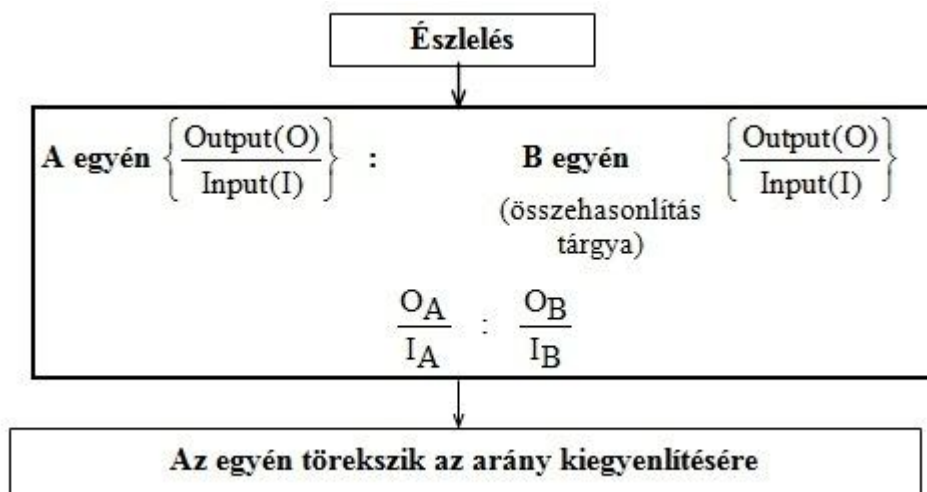 Észlelés
A egyén {Output(O) / Input(I)} : B egyén {Output(O) / Input(I)}
(összehasonlítás
tárgya)
O_A / I_A : O_B / I_B
Az egyén törekszik az arány kiegyenlítésére